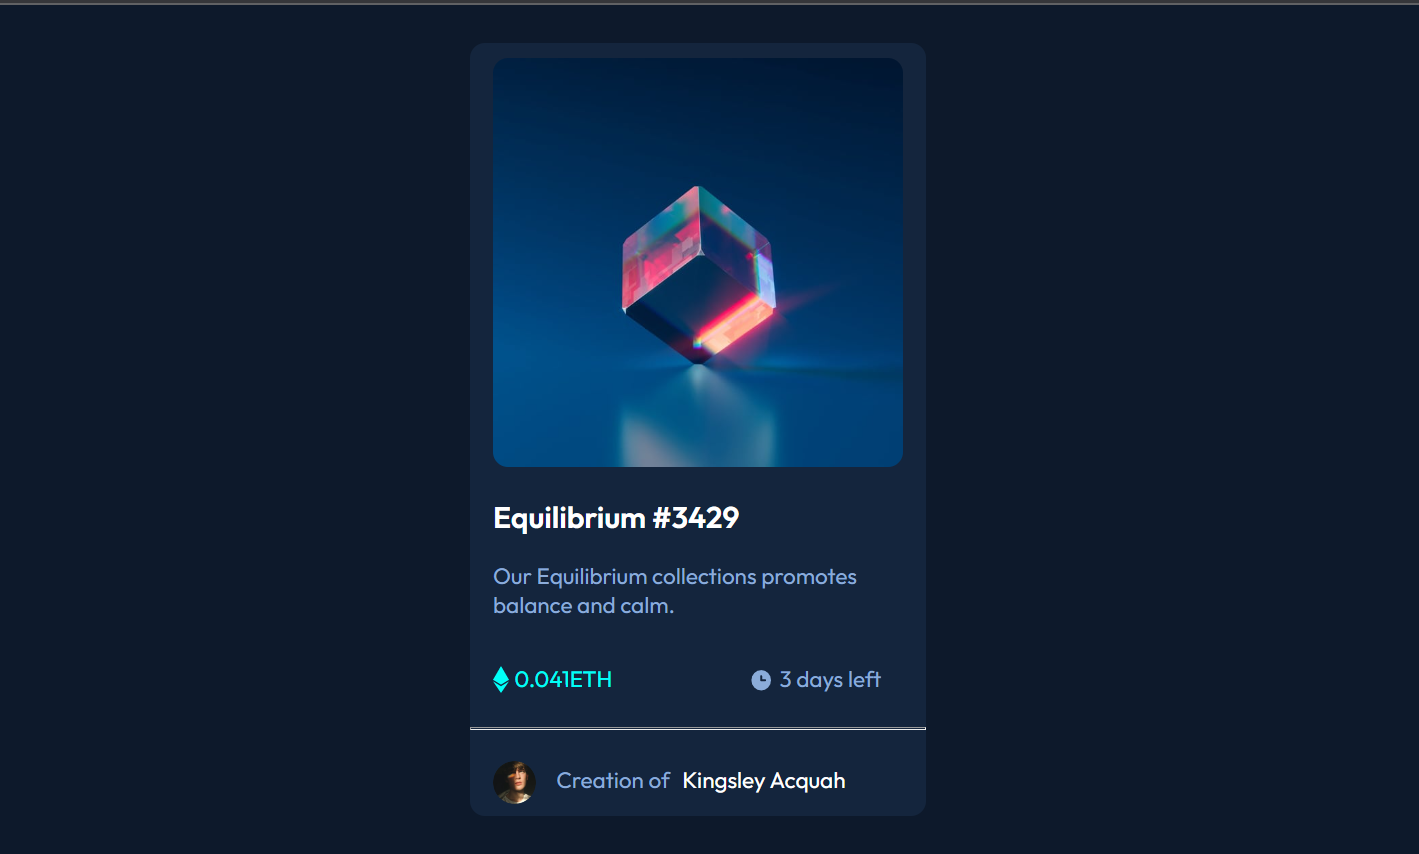 Equilibrium #3429
Our Equilibrium collections promotes
balance and calm.
0.041ETH
3 days left
Creation of Kingsley Acquah